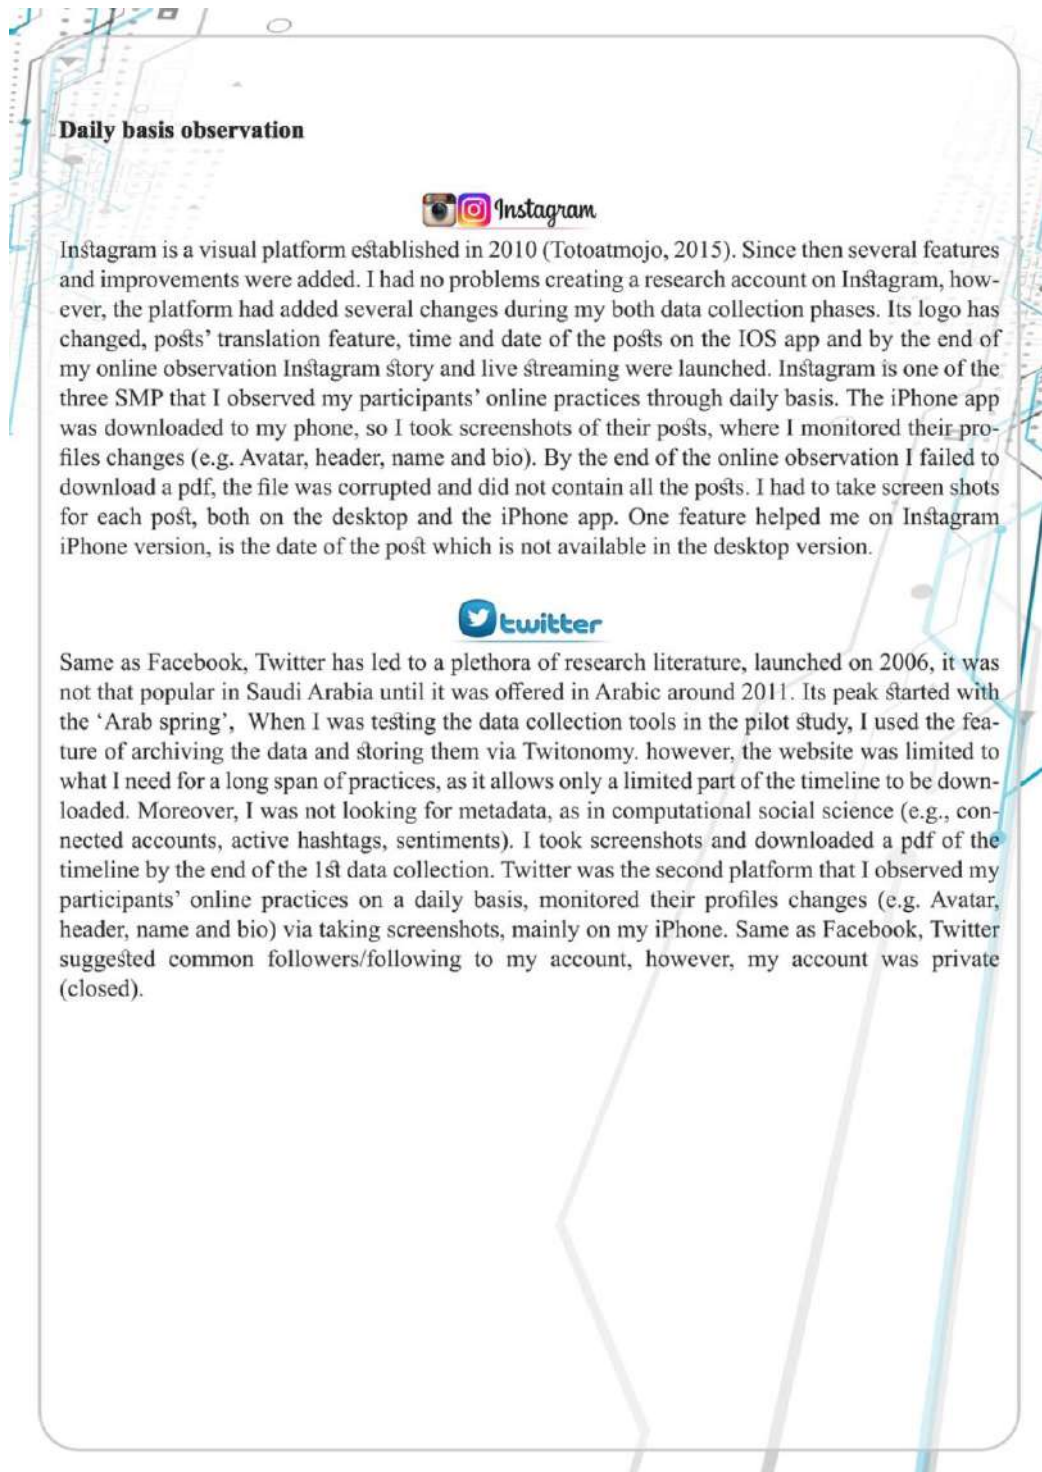 Daily basis observation
Instagram
Instagram is a visual platform established in 2010 (Totoatmojo, 2015). Since then several features
and improvements were added. I had no problems creating a research account on Instagram, how-
ever, the platform had added several changes during my both data collection phases. Its logo has
changed, posts’ translation feature, time and date of the posts on the IOS app and by the end of
my online observation Instagram story and live streaming were launched. Instagram is one of the
three SMP that I observed my participants’ online practices through daily basis. The iPhone app
was downloaded to my phone, so I took screenshots of their posts, where I monitored their pro-
files changes (e.g. Avatar, header, name and bio). By the end of the online observation I failed to
download a pdf, the file was corrupted and did not contain all the posts. I had to take screen shots
for each post, both on the desktop and the iPhone app. One feature helped me on Instagram
iPhone version, is the date of the post which is not available in the desktop version.
twitter
Same as Facebook, Twitter has led to a plethora of research literature, launched on 2006, it was
not that popular in Saudi Arabia until it was offered in Arabic around 2011. Its peak started with
the ‘Arab spring’, When I was testing the data collection tools in the pilot study, I used the fea-
ture of archiving the data and storing them via Twitonomy. however, the website was limited to
what I need for a long span of practices, as it allows only a limited part of the timeline to be down-
loaded. Moreover, I was not looking for metadata, as in computational social science (e.g., con-
nected accounts, active hashtags, sentiments). I took screenshots and downloaded a pdf of the
timeline by the end of the 1st data collection. Twitter was the second platform that I observed my
participants’ online practices on a daily basis, monitored their profiles changes (e.g. Avatar,
header, name and bio) via taking screenshots, mainly on my iPhone. Same as Facebook, Twitter
suggested common followers/following to my account, however, my account was private
(closed).